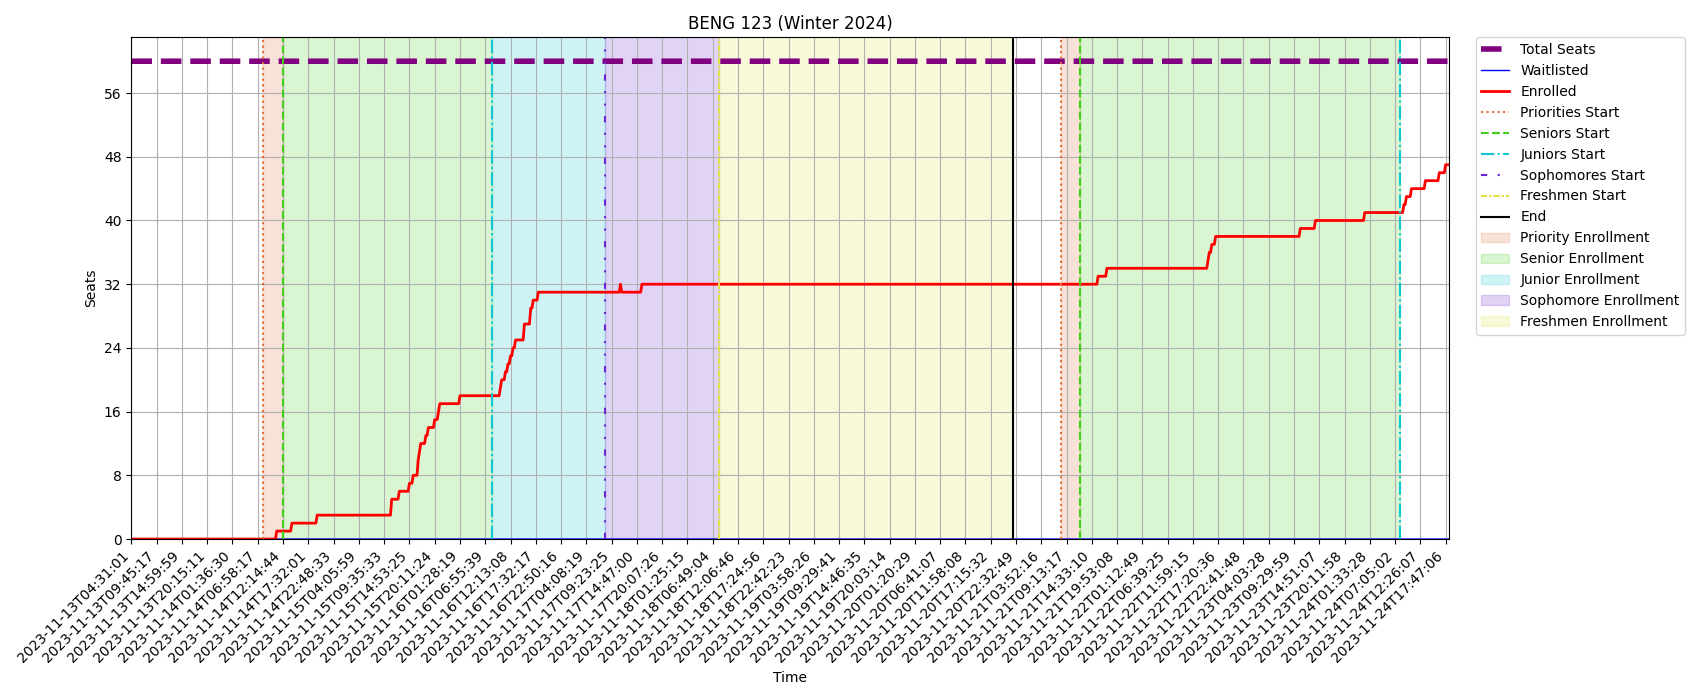 BENG 123 (Winter 2024)
Total Seats
Waitlisted
Enrolled
Priorities Start
Seniors Start
Juniors Start
Sophomores Start
Freshmen Start
End
Priority Enrollment
Senior Enrollment
Junior Enrollment
Sophomore Enrollment
Freshmen Enrollment
Seats
56
48
40
32
24
16
8
0
2023-11-13T04:31:01
2023-11-13T09:45:17
2023-11-13T14:59:59
2023-11-13T20:15:11
2023-11-14T01:36:30
2023-11-14T06:58:17
2023-11-14T12:14:44
2023-11-14T17:32:01
2023-11-14T22:48:33
2023-11-15T04:05:59
2023-11-15T09:35:33
2023-11-15T14:53:25
2023-11-15T20:11:24
2023-11-16T01:28:19
2023-11-16T06:55:39
2023-11-16T12:13:08
2023-11-16T17:32:17
2023-11-16T22:50:16
2023-11-17T04:08:19
2023-11-17T09:23:25
2023-11-17T14:47:00
2023-11-17T20:07:26
2023-11-18T01:25:15
2023-11-18T06:49:04
2023-11-18T12:06:46
2023-11-18T17:24:56
2023-11-18T22:42:23
2023-11-19T03:58:26
2023-11-19T09:29:41
2023-11-19T14:46:35
2023-11-19T20:03:14
2023-11-20T01:20:29
2023-11-20T06:41:07
2023-11-20T11:58:08
2023-11-20T17:15:32
2023-11-20T22:32:49
2023-11-21T03:52:16
2023-11-21T09:13:17
2023-11-21T14:33:10
2023-11-21T19:53:08
2023-11-22T01:12:49
2023-11-22T06:39:25
2023-11-22T11:59:15
2023-11-22T17:20:36
2023-11-22T22:41:48
2023-11-23T04:03:28
2023-11-23T09:29:59
2023-11-23T14:51:07
2023-11-23T20:11:58
2023-11-24T01:33:28
2023-11-24T07:05:02
2023-11-24T12:26:07
2023-11-24T17:47:06
Time